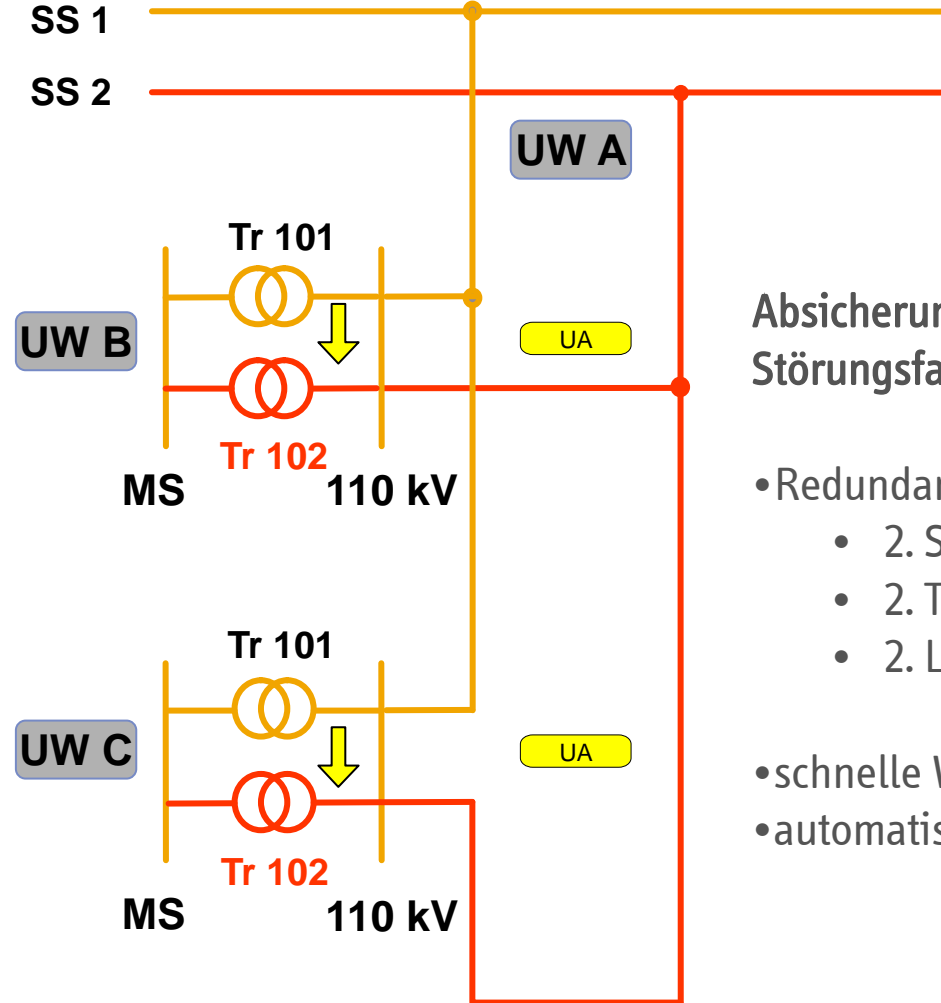 SS 1
SS 2
UW A
Tr 101
UW B
UA
Tr 102
MS 110 kV
Tr 101
UW C
UA
Tr 102
MS 110 kV
Absicherun
Störungsfa
•Redundan
• 2. S
• 2. T
• 2. L
•schnelle
•automatis